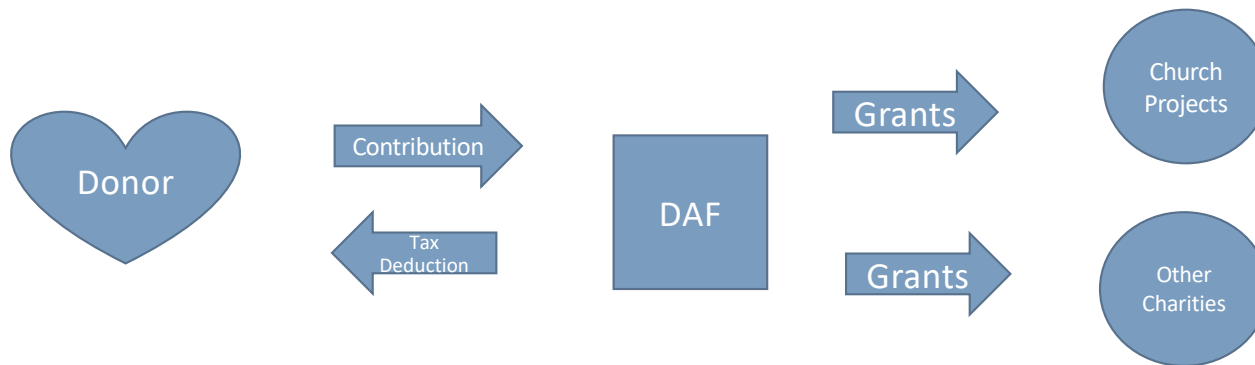 Donor
Contribution
Tax
Deduction
DAF
Grants
Grants
Church
Projects
Other
Charities